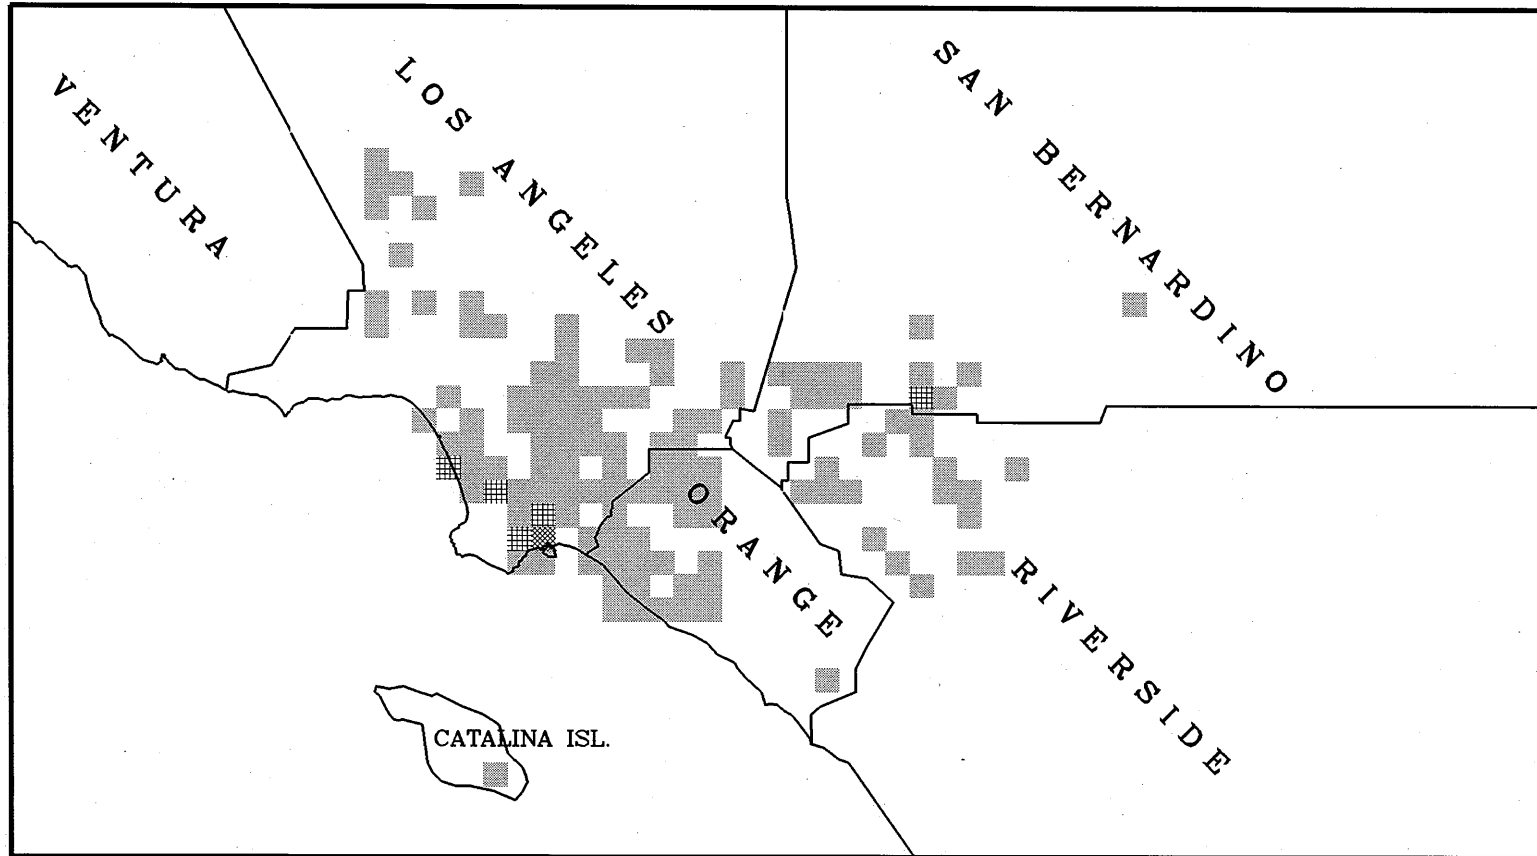 VENTURA
LOS ANGELES
SAN BERNARDINO
ORANGE
RIVERSIDE
CATALINA ISL.